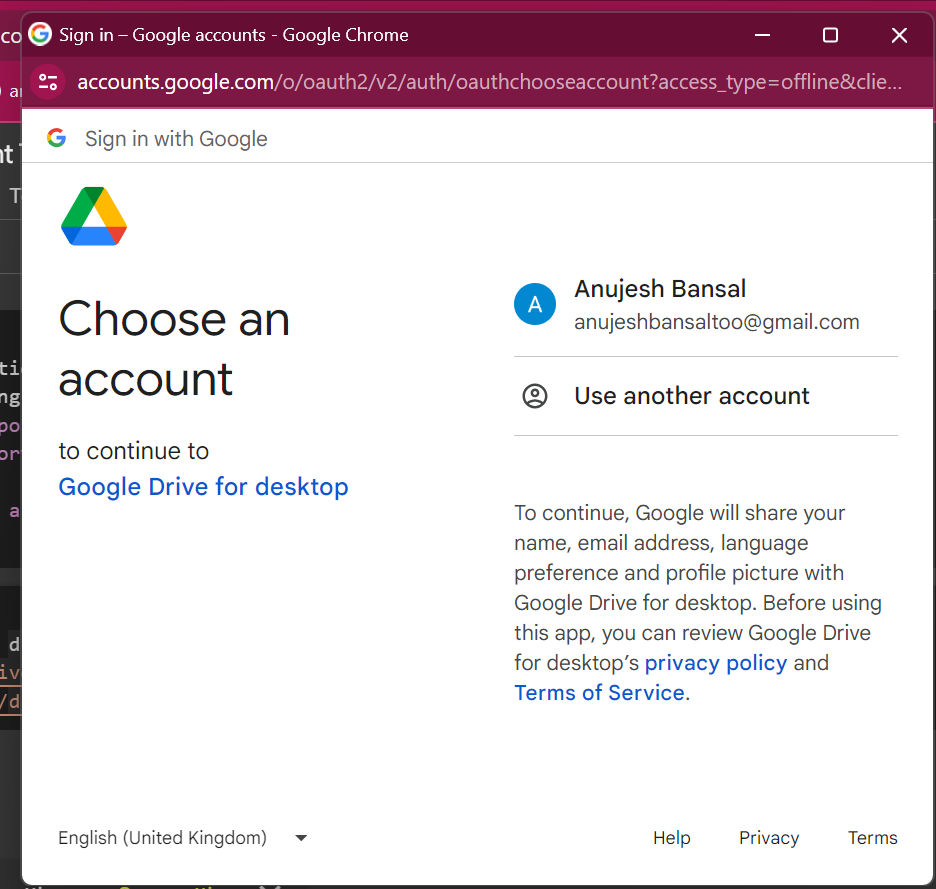 Sign in – Google accounts - Google Chrome
accounts.google.com/o/oauth2/v2/auth/oauthchooseaccount?access_type=offline&clie...
Sign in with Google
Choose an
account
to continue to
Google Drive for desktop
A
Anujesh Bansal
anujeshbansaltoo@gmail.com
Use another account
To continue, Google will share your
name, email address, language
preference and profile picture with
Google Drive for desktop. Before using
this app, you can review Google Drive
for desktop’s privacy policy and
Terms of Service.
English (United Kingdom)
Help Privacy Terms